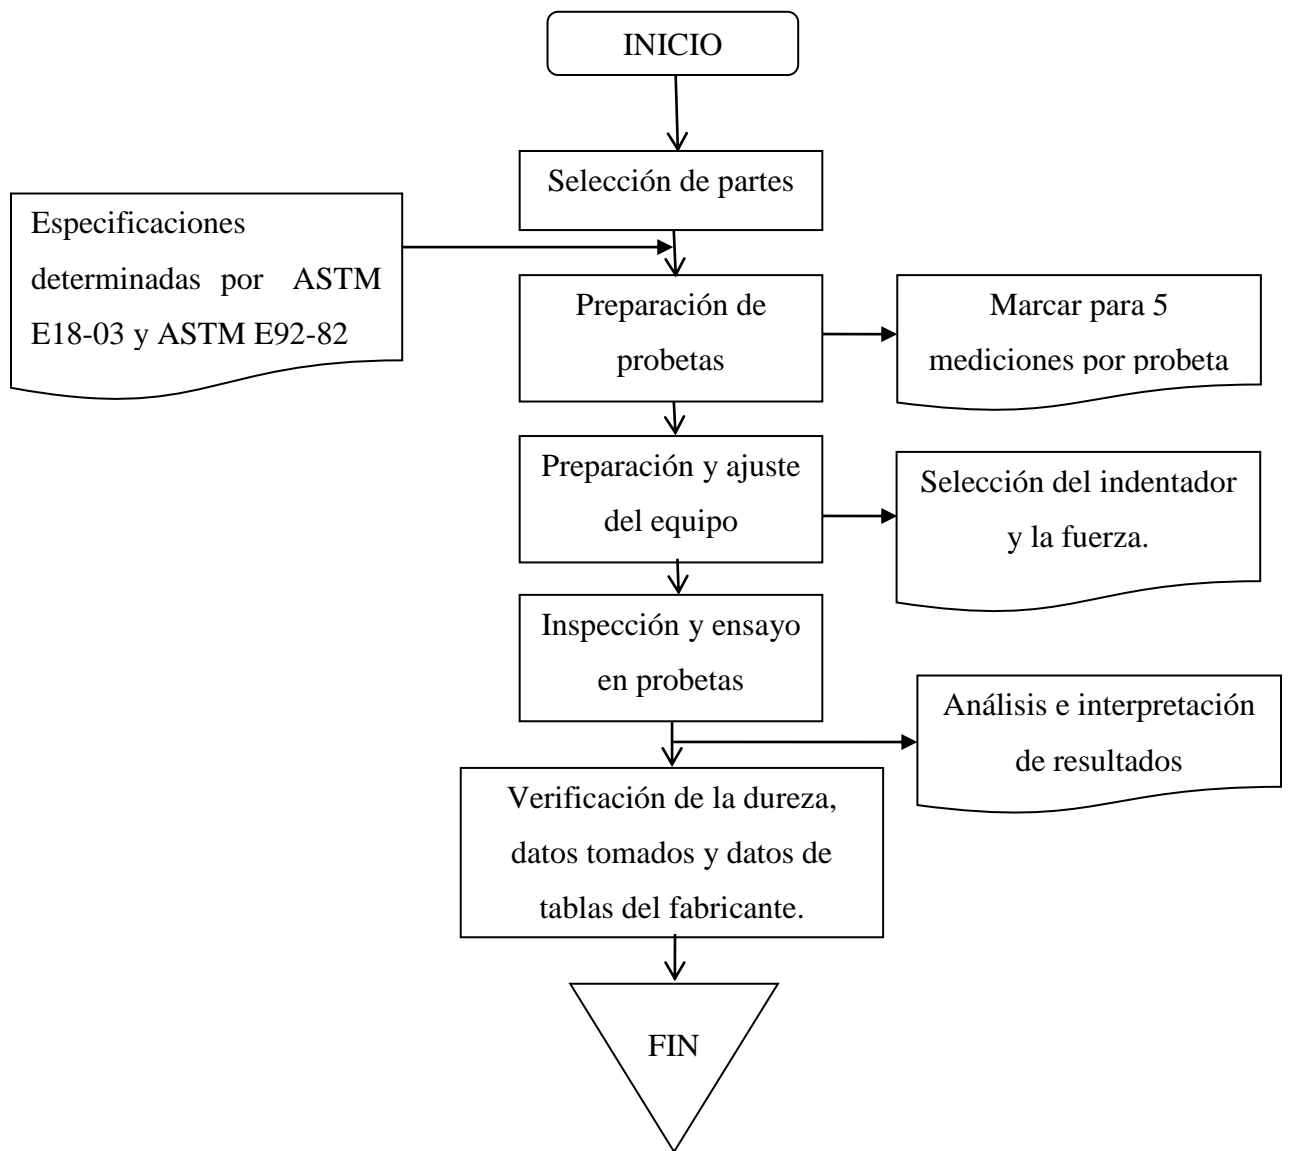 INICIO
Selección de partes
Especificaciones
determinadas por ASTM
E18-03 y ASTM E92-82
Preparación de
probetas
Marcar para 5
mediciones por probeta
Preparación y ajuste
del equipo
Selección del indentador
y la fuerza.
Inspección y ensayo
en probetas
Análisis e interpretación
de resultados
Verificación de la dureza,
datos tomados y datos de
tablas del fabricante.
FIN